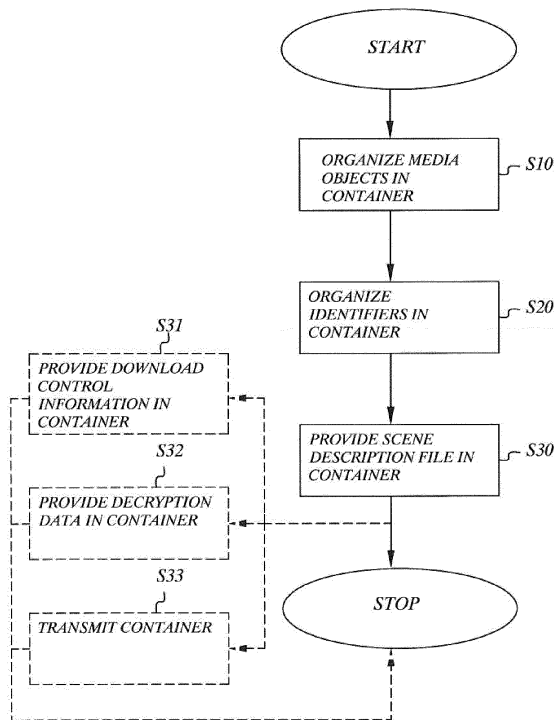 START
ORGANIZE MEDIA
OBJECTS IN
CONTAINER
S10
ORGANIZE
IDENTIFIERS IN
CONTAINER
S20
S31
PROVIDE DOWNLOAD
CONTROL
INFORMATION IN
CONTAINER
PROVIDE SCENE
DESCRIPTION FILE IN
CONTAINER
S30
S32
PROVIDE DECRYPTION
DATA IN CONTAINER
S33
TRANSMIT CONTAINER
STOP